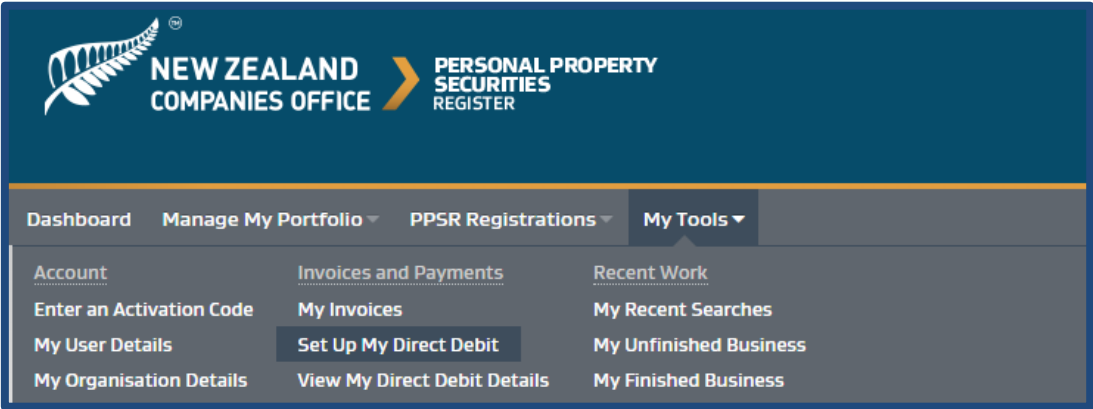 NEW ZEALAND
COMPANIES OFFICE
PERSONAL PROPERTY
SECURITIES
REGISTER
TM
Dashboard Manage My Portfolio PPSR Registrations My Tools
Account Invoices and Payments Recent Work
Enter an Activation Code My Invoices My Recent Searches
My User Details Set Up My Direct Debit My Unfinished Business
My Organisation Details View My Direct Debit Details My Finished Business